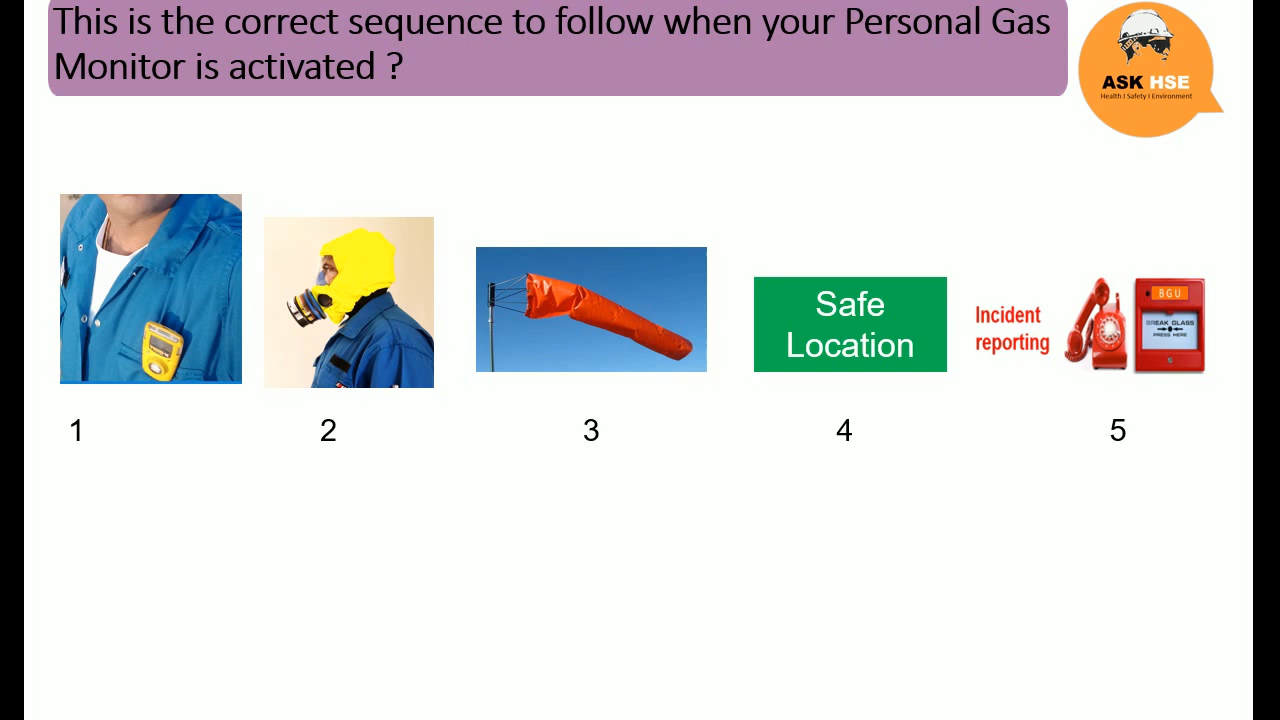 This is the correct sequence to follow when your Personal Gas
Monitor is activated ?
ASK HSE
Health I Safety I Environment
Safe
Location
Incident
reporting
BGU
BREAK GLASS
PRESS HERE
1
2
3
4
5